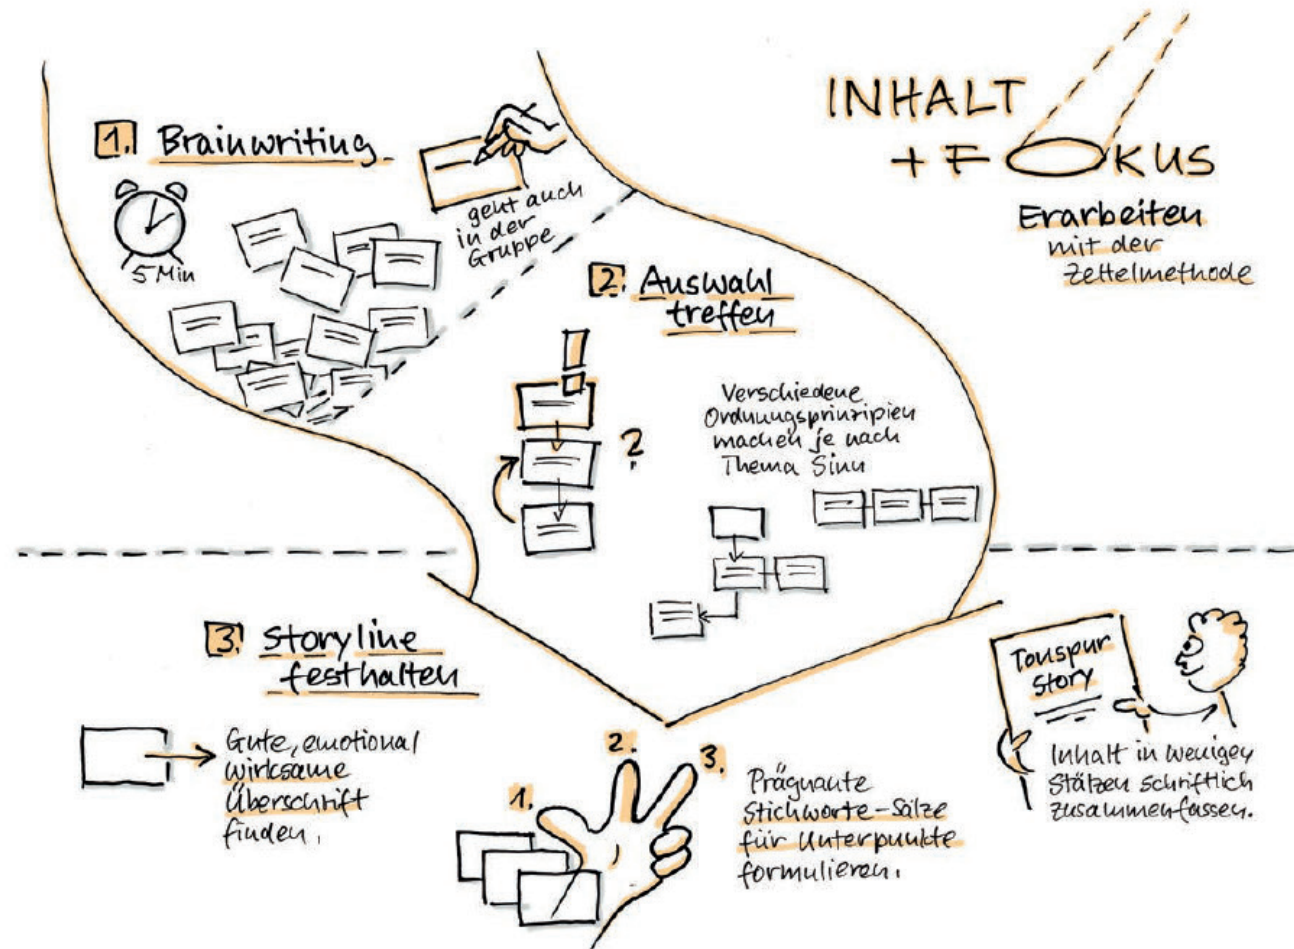 INHALT
+ FOKUS
Erarbeiten
mit der
Zettelmethode
1. Brainwriting
5 Min
geht auch
in der
Gruppe
2. Auswahl
treffen
!
?
Verschiedene
Ordnungsprinzipien
machen je nach
Thema Sinn
3. Storyline
festhalten
Gute, emotional
wirksame
Überschrift
finden.
1.
2.
3.
Prägnante
Stichworte-Sätze
für Unterpunkte
formulieren.
Tonspur
Story
Inhalt in wenigen
Stätzen schriftlich
zusammenfassen.